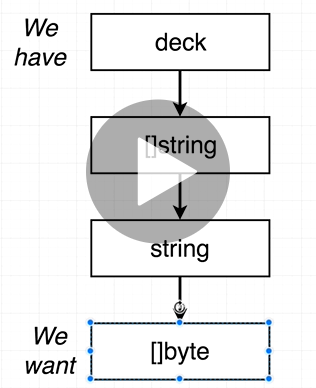 We
have
deck
[]string
string
We
want
[]byte